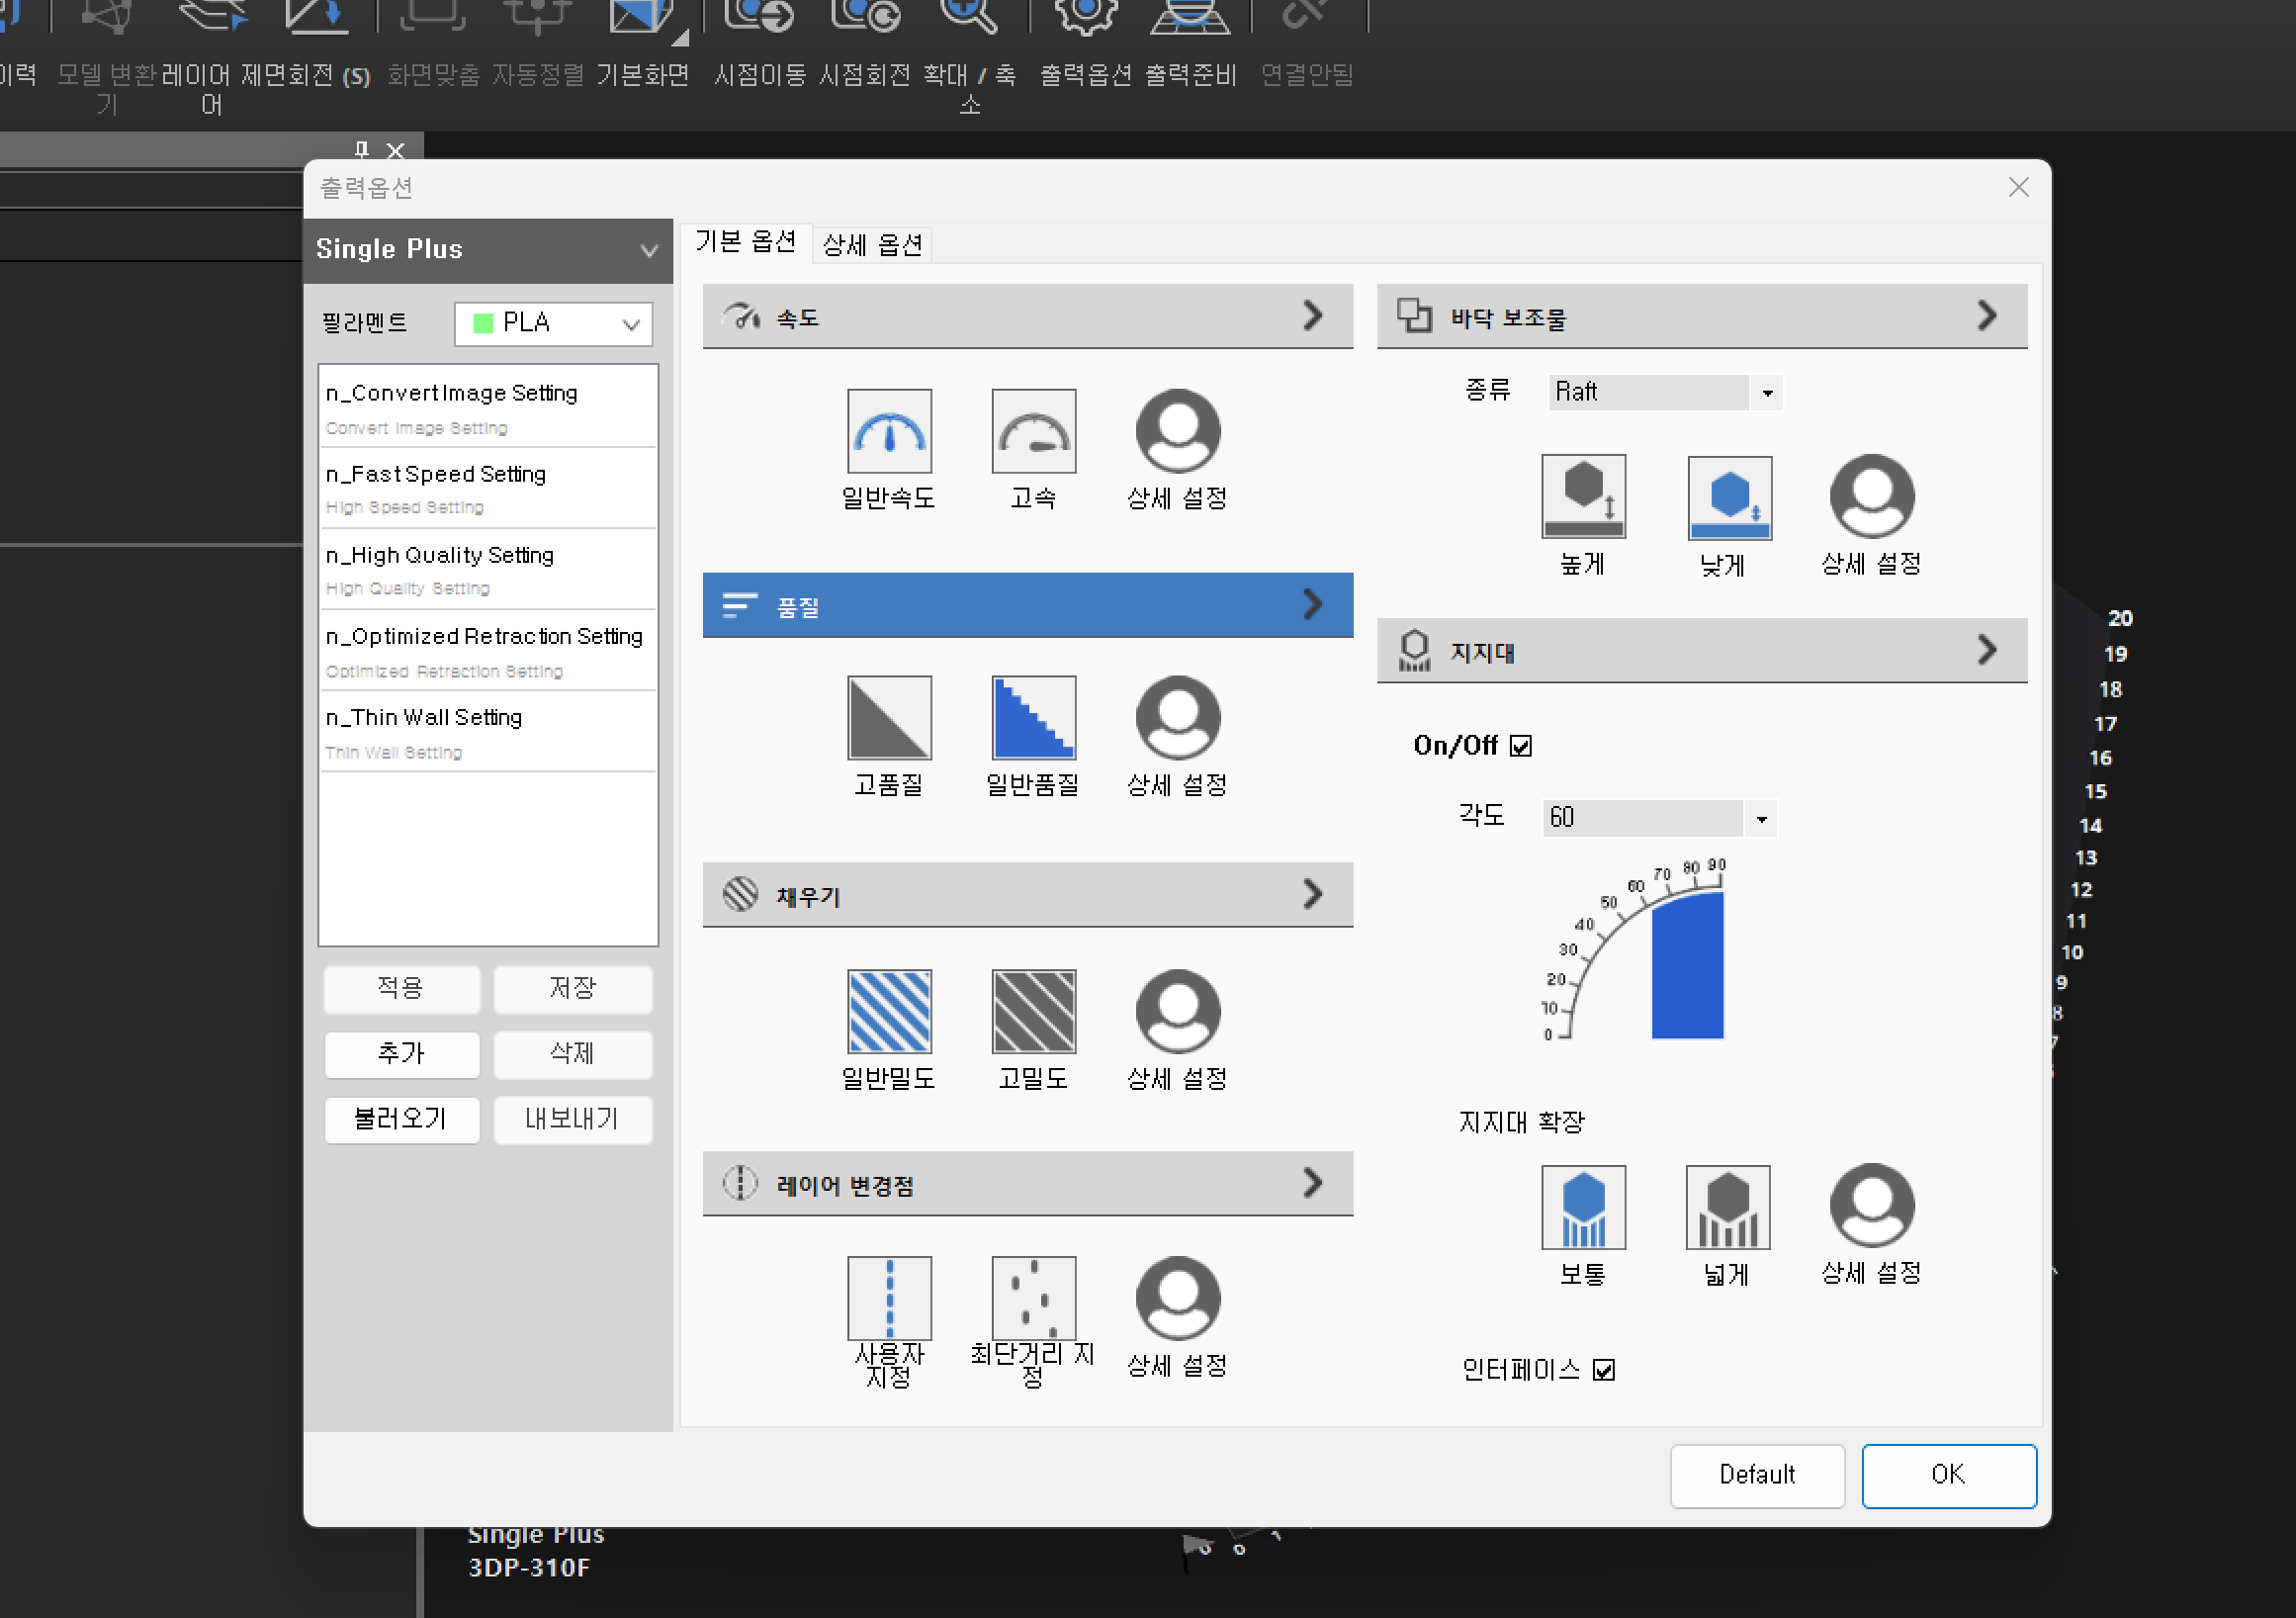 이력
모델 변환
기
레이어
어
제면회전 (S)
화면맞춤
자동정렬
기본화면
시점이동
시점회전
확대 / 축
소
출력옵션
출력준비
연결안됨
출력옵션
Single Plus
필라멘트
PLA
n_ConvertImage Setting
Convert Image Setting
n_Fast Speed Setting
High Speed Setting
n_High Quality Setting
High Quality Setting
n_Optimized Retraction Setting
Optimized Retraction Setting
n_Thin Wall Setting
Thin Wall Setting
적용
저장
추가
삭제
불러오기
내보내기
기본 옵션
상세 옵션
속도
일반속도
고속
상세 설정
품질
고품질
일반품질
상세 설정
채우기
일반밀도
고밀도
상세 설정
레이어 변경점
사용자
지정
최단거리 지
정
상세 설정
바닥 보조물
종류
Raft
높게
낮게
상세 설정
지지대
On/Off
각도
60
90
80
70
60
50
40
30
20
10
0
지지대 확장
보통
넓게
상세 설정
인터페이스
Default
OK
20
19
18
17
16
15
14
13
12
11
10
9
8
7
Single Plus
3DP-310F